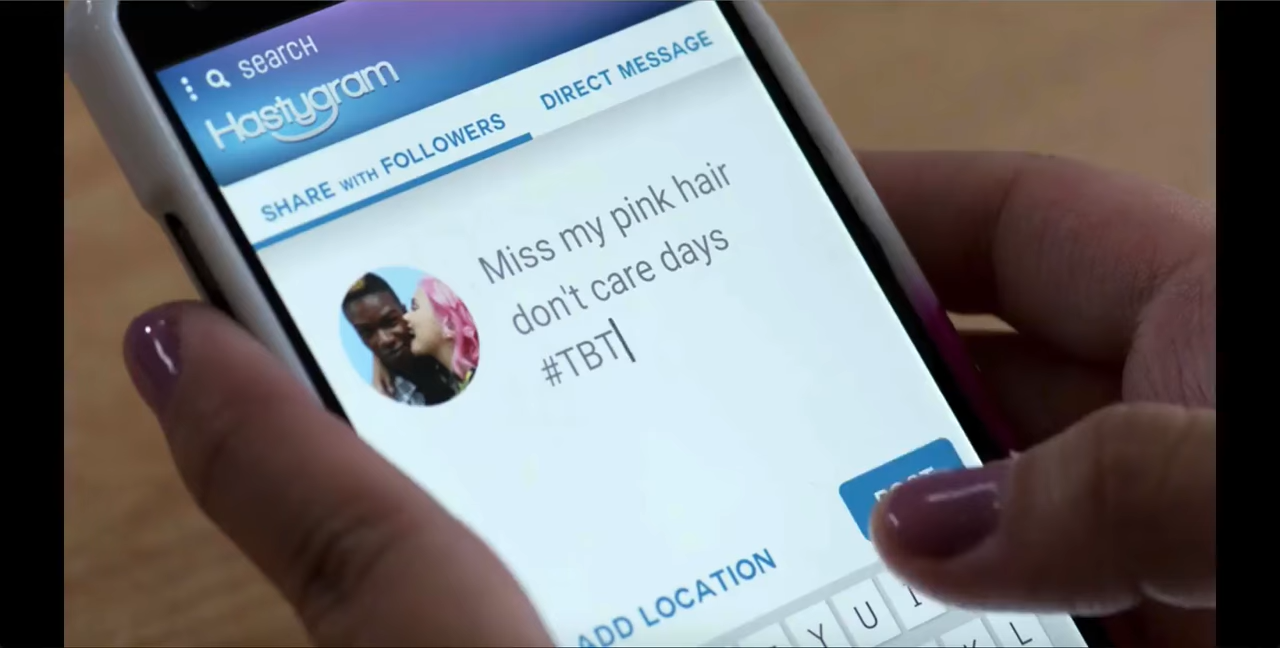 search
Hastygram
SHARE WITH FOLLOWERS
DIRECT MESSAGE
Miss my pink hair
don't care days
#TBT
ADD LOCATION
Y U I
L